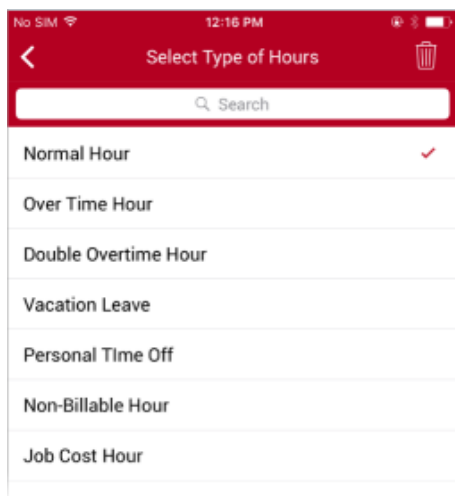 No SIM 12:16 PM
Select Type of Hours
Search
Normal Hour
Over Time Hour
Double Overtime Hour
Vacation Leave
Personal TIme Off
Non-Billable Hour
Job Cost Hour